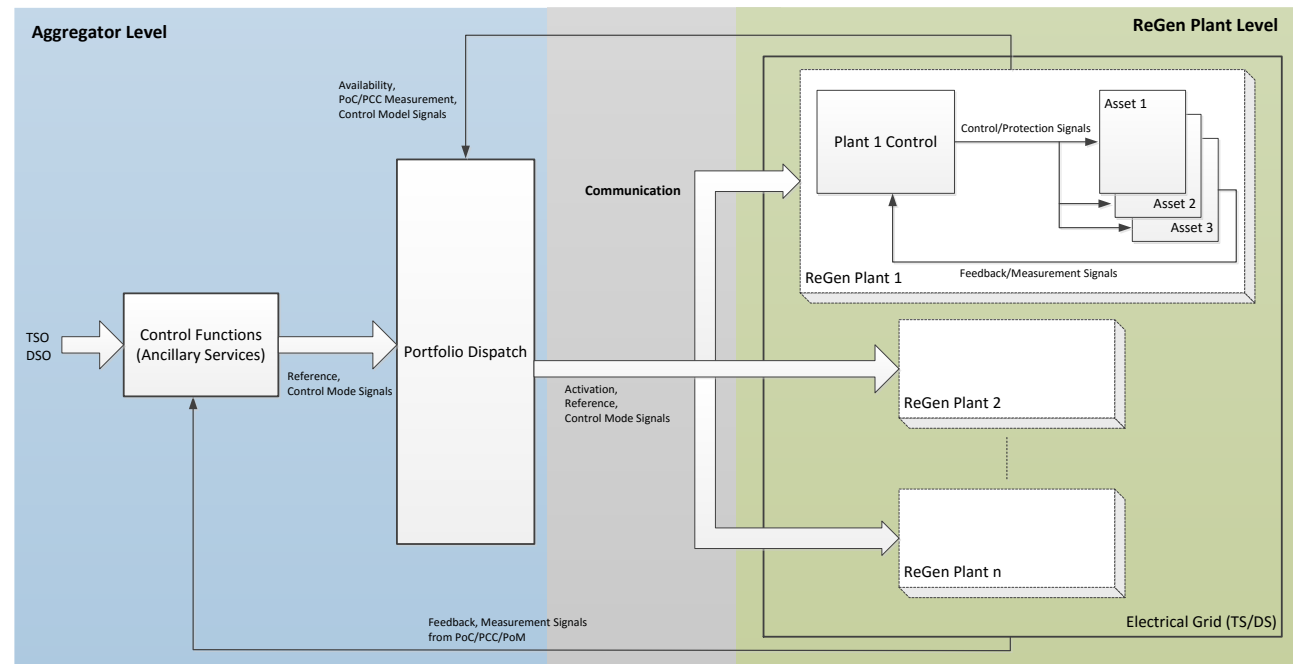 Aggregator Level
ReGen Plant Level
Availability,
PoC/PCC Measurement,
Control Model Signals
Communication
Plant 1 Control
Control/Protection Signals
Asset 1
Asset 2
Asset 3
Feedback/Measurement Signals
ReGen Plant 1
TSO
DSO
Control Functions
(Ancillary Services)
Reference,
Control Mode Signals
Portfolio Dispatch
Activation,
Reference,
Control Mode Signals
ReGen Plant 2
ReGen Plant n
Feedback, Measurement Signals
from PoC/PCC/PoM
Electrical Grid (TS/DS)